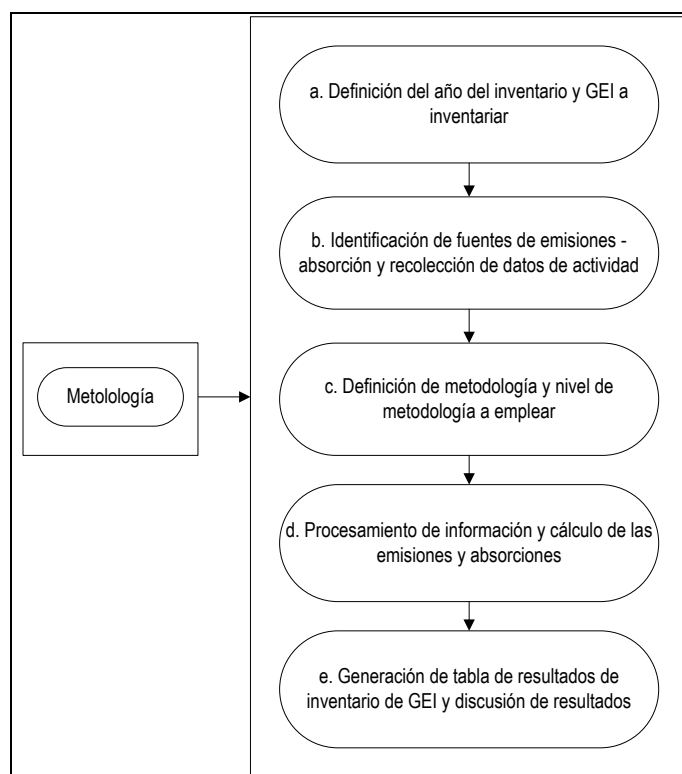 a. Definición del año del inventario y GEI a
inventariar
b. Identificación de fuentes de emisiones -
absorción y recolección de datos de actividad
Metolología
c. Definición de metodología y nivel de
metodología a emplear
d. Procesamiento de información y cálculo de las
emisiones y absorciones
e. Generación de tabla de resultados de
inventario de GEI y discusión de resultados